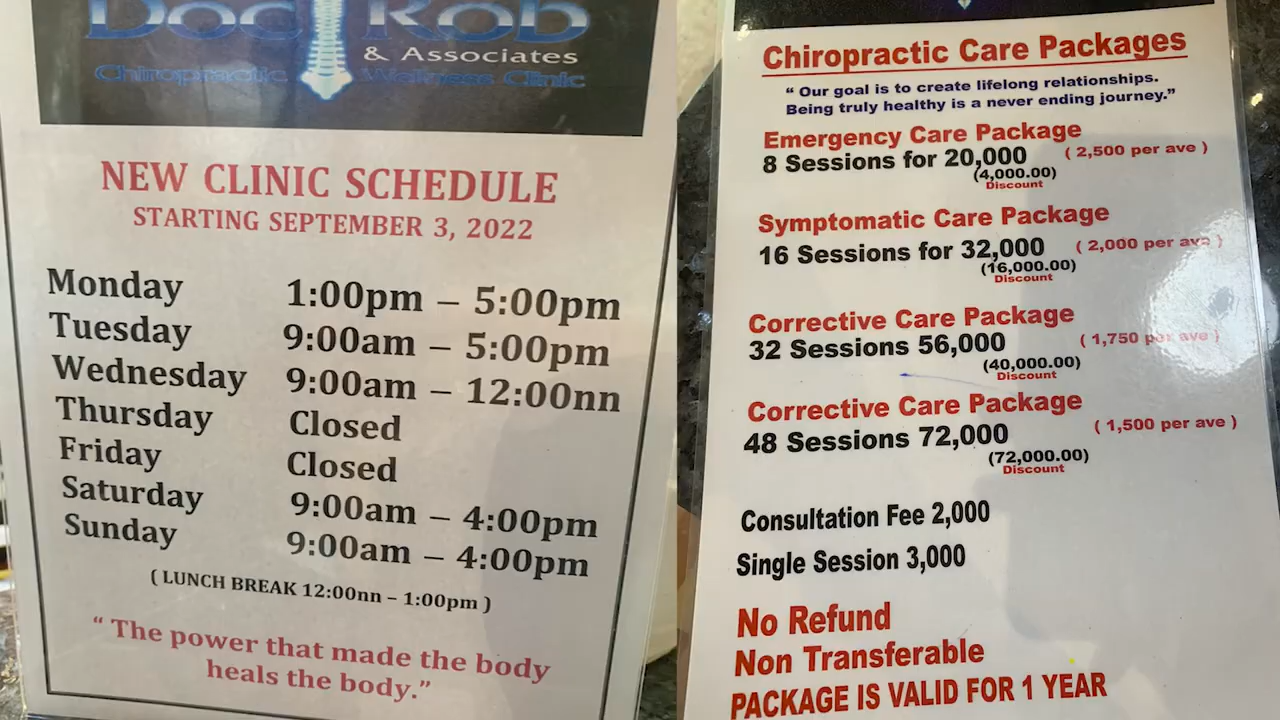 Doc Rob
& Associates
Chiropractic Wellness Clinic
NEW CLINIC SCHEDULE
STARTING SEPTEMBER 3, 2022
Monday 1:00pm – 5:00pm
Tuesday 9:00am – 5:00pm
Wednesday 9:00am – 12:00nn
Thursday Closed
Friday Closed
Saturday 9:00am – 4:00pm
Sunday 9:00am – 4:00pm
( LUNCH BREAK 12:00nn – 1:00pm )
“ The power that made the body
heals the body.”
Chiropractic Care Packages
“ Our goal is to create lifelong relationships.
Being truly healthy is a never ending journey.”
Emergency Care Package
8 Sessions for 20,000 ( 2,500 per ave )
(4,000.00)
Discount
Symptomatic Care Package
16 Sessions for 32,000 ( 2,000 per ave )
(16,000.00)
Discount
Corrective Care Package
32 Sessions 56,000 ( 1,750 per ave )
(40,000.00)
Discount
Corrective Care Package
48 Sessions 72,000 ( 1,500 per ave )
(72,000.00)
Discount
Consultation Fee 2,000
Single Session 3,000
No Refund
Non Transferable
PACKAGE IS VALID FOR 1 YEAR